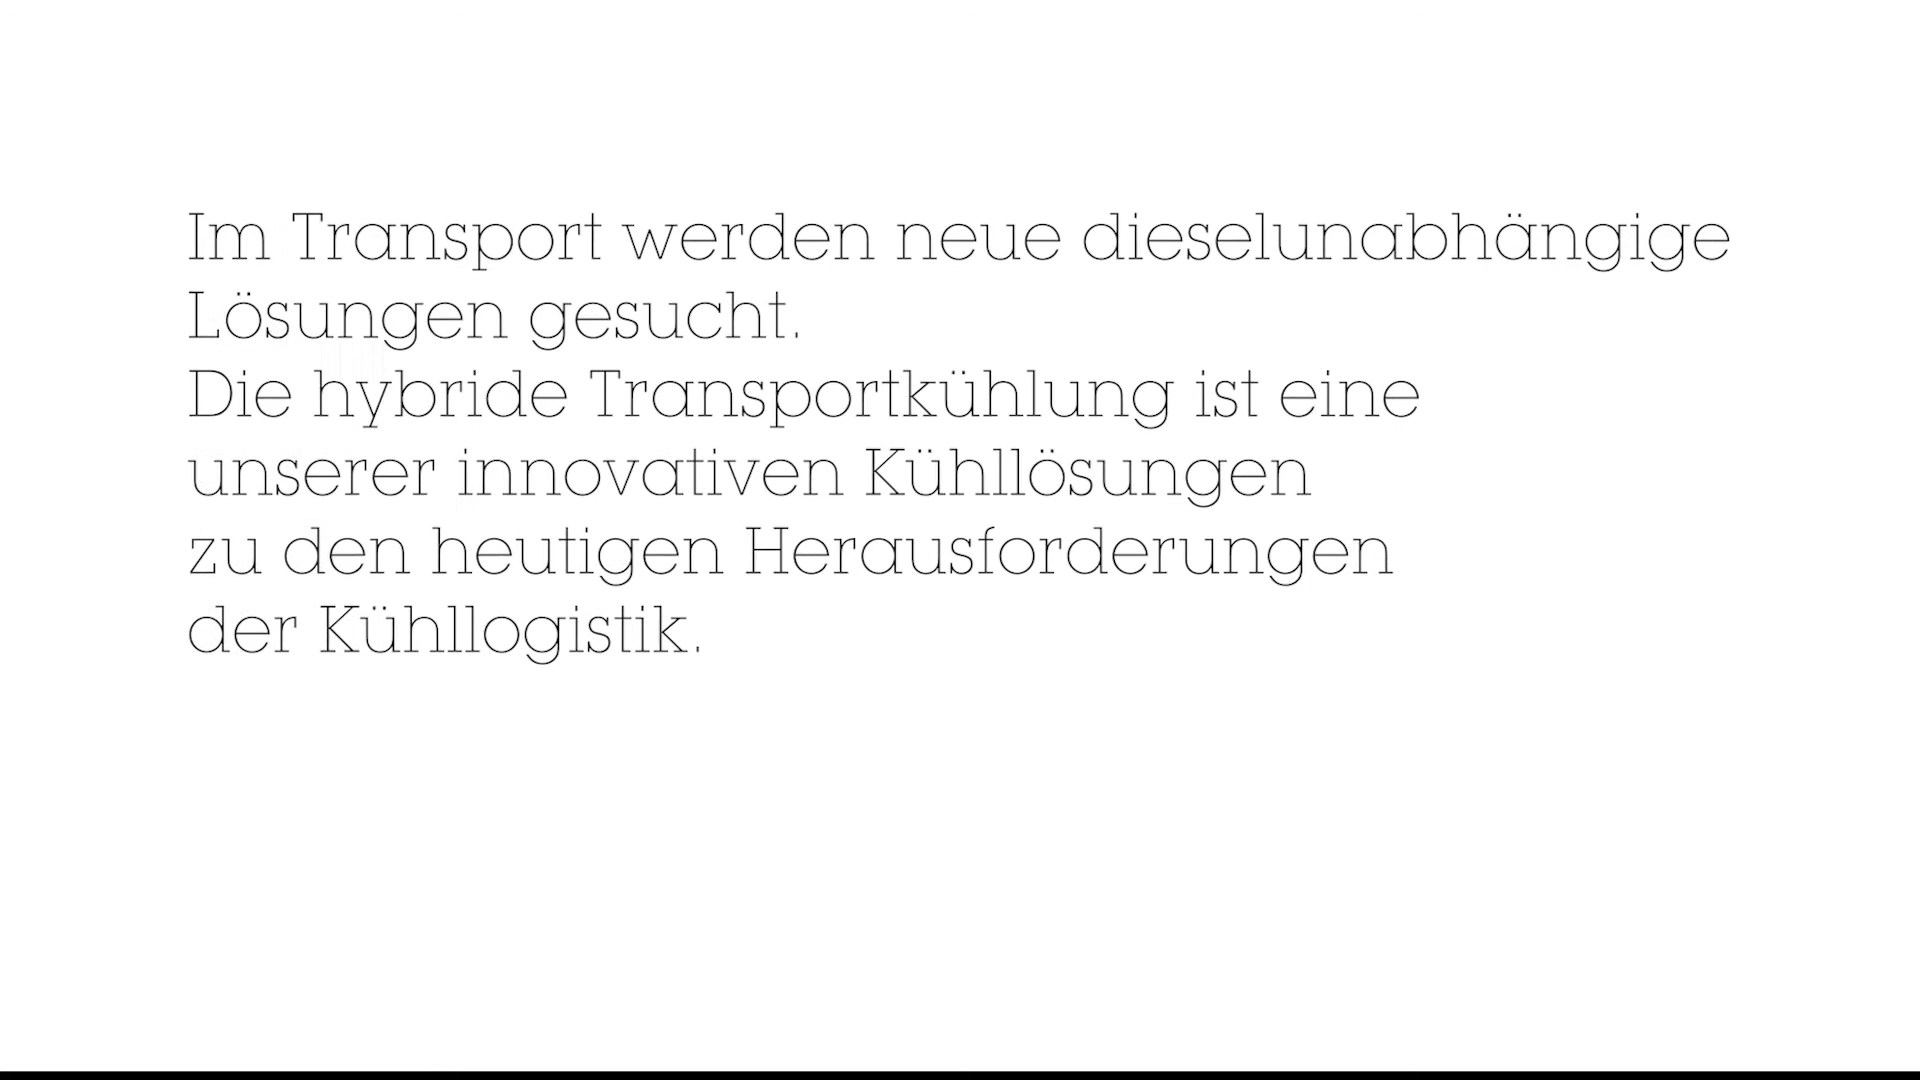 Im Transport werden neue dieselunabhängige
Lösungen gesucht.
Die hybride Transportkühlung ist eine
unserer innovativen Kühllösungen
zu den heutigen Herausforderungen
der Kühllogistik.